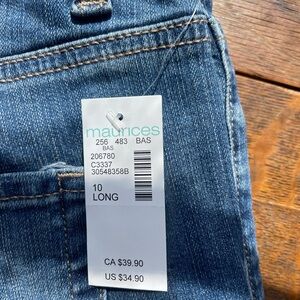 maurices
256 483 BAS
BAS
206780
C3337
30548358B
10
LONG
CA $39.90
US $34.90